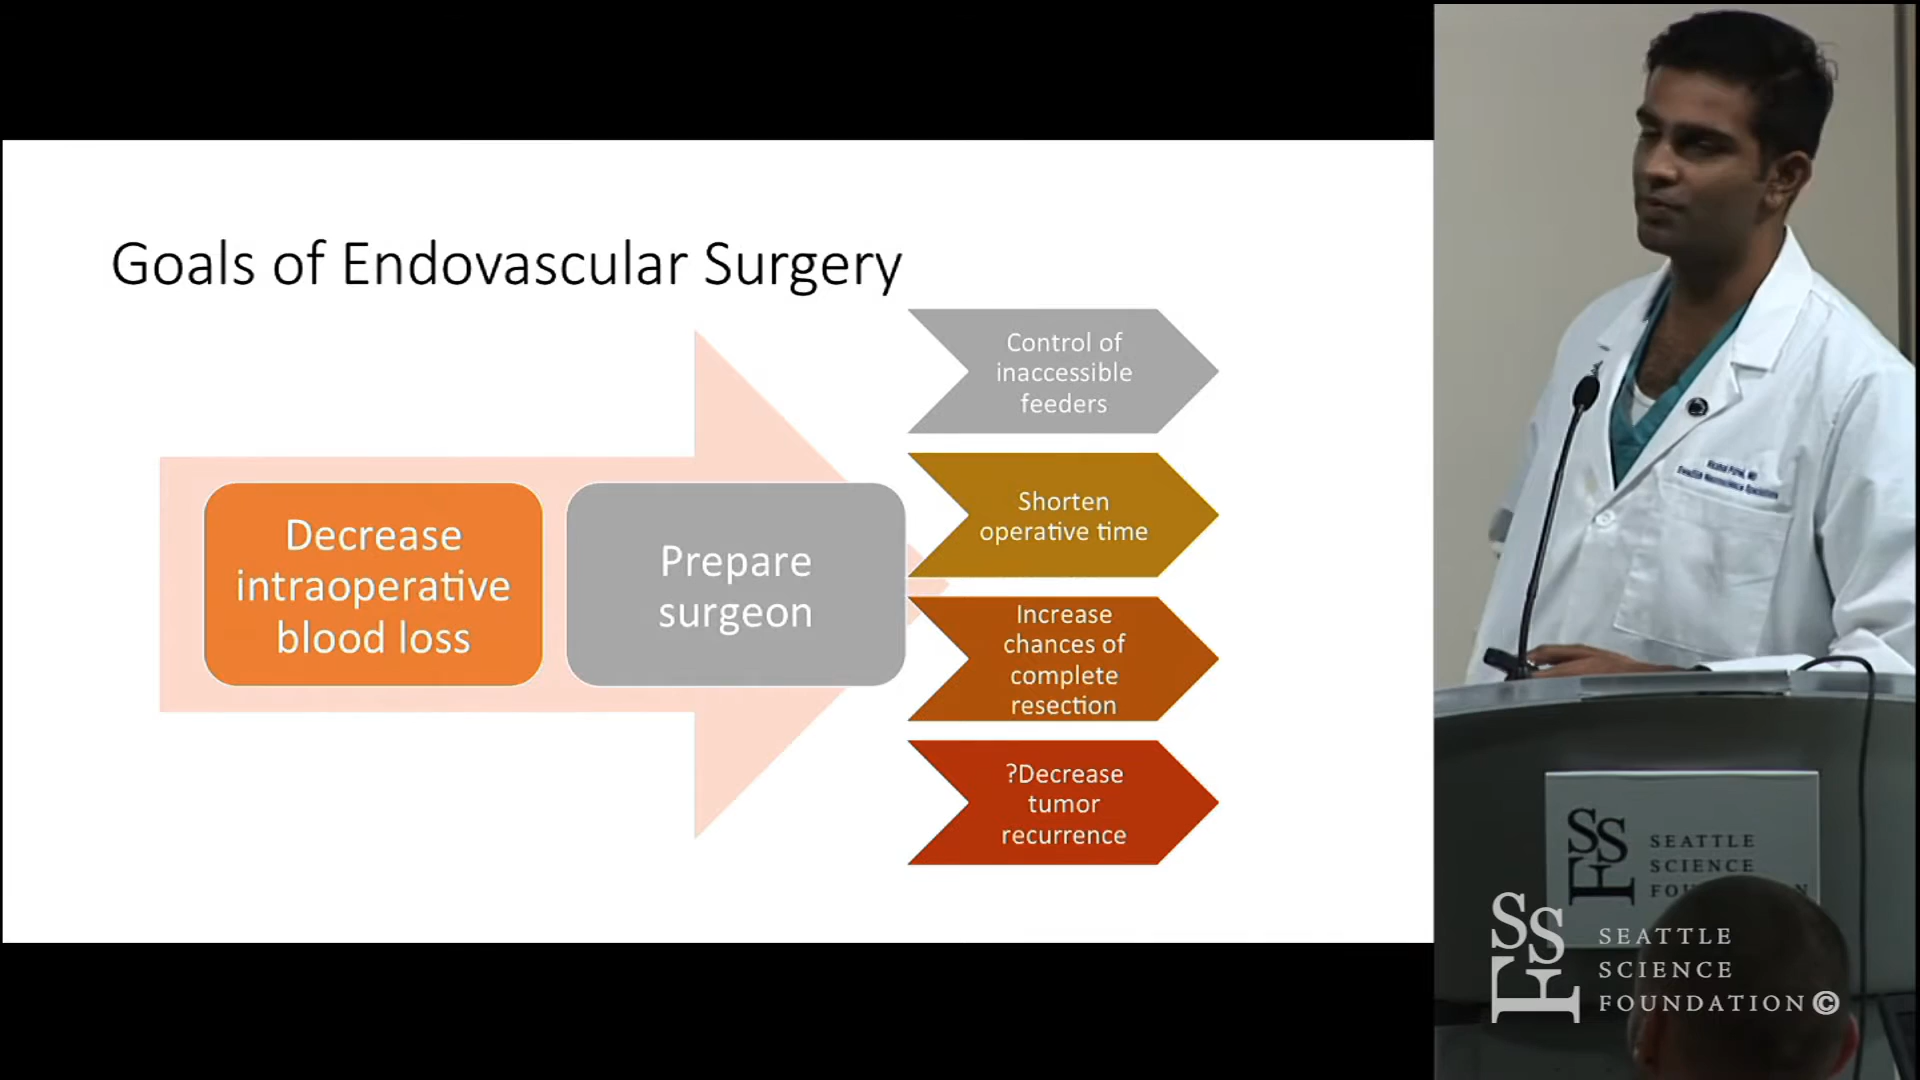 Goals of Endovascular Surgery
Decrease
intraoperative
blood loss
Prepare
surgeon
Control of
inaccessible
feeders
Shorten
operative time
Increase
chances of
complete
resection
?Decrease
tumor
recurrence
SEATTLE
SCIENCE
SEATTLE
SCIENCE
FOUNDATION©